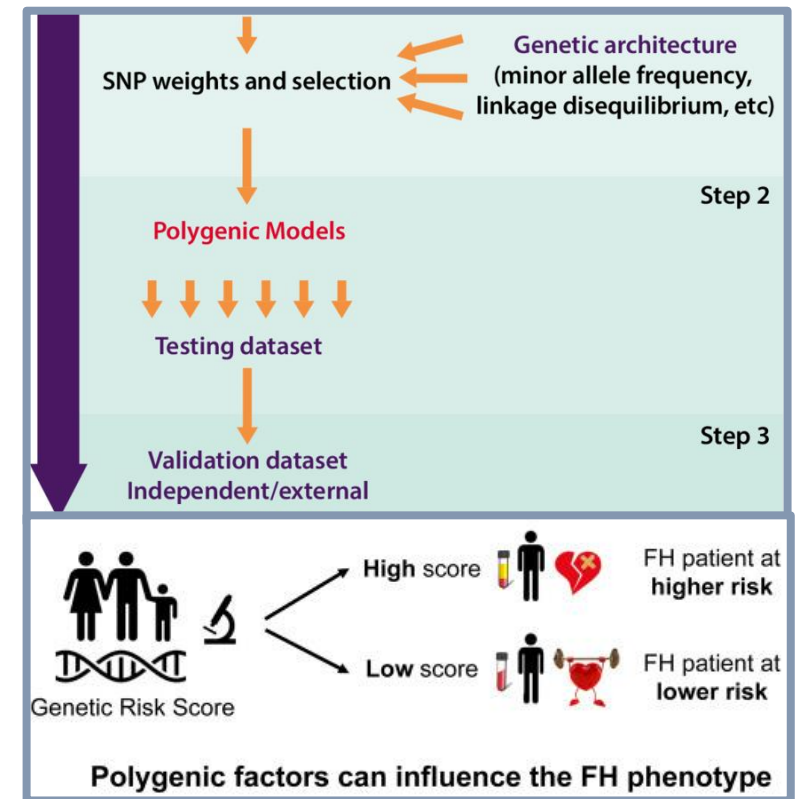 SNP weights and selection
Genetic architecture
(minor allele frequency,
linkage disequilibrium, etc)
Step 2
Polygenic Models
Testing dataset
Step 3
Validation dataset
Independent/external
Genetic Risk Score
High score
FH patient at
higher risk
Low score
FH patient at
lower risk
Polygenic factors can influence the FH phenotype